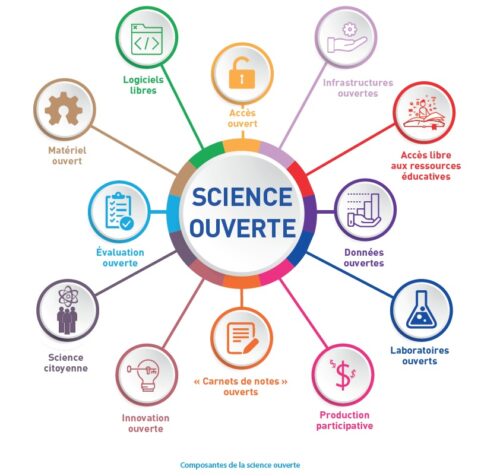 Logiciels
libres
Accès
ouvert
Infrastructures
ouvertes
Matériel
ouvert
Accès libre
aux ressources
éducatives
SCIENCE
OUVERTE
Évaluation
ouverte
Données
ouvertes
Science
citoyenne
Laboratoires
ouverts
« Carnets de notes »
ouverts
Innovation
ouverte
Production
participative
Composantes de la science ouverte